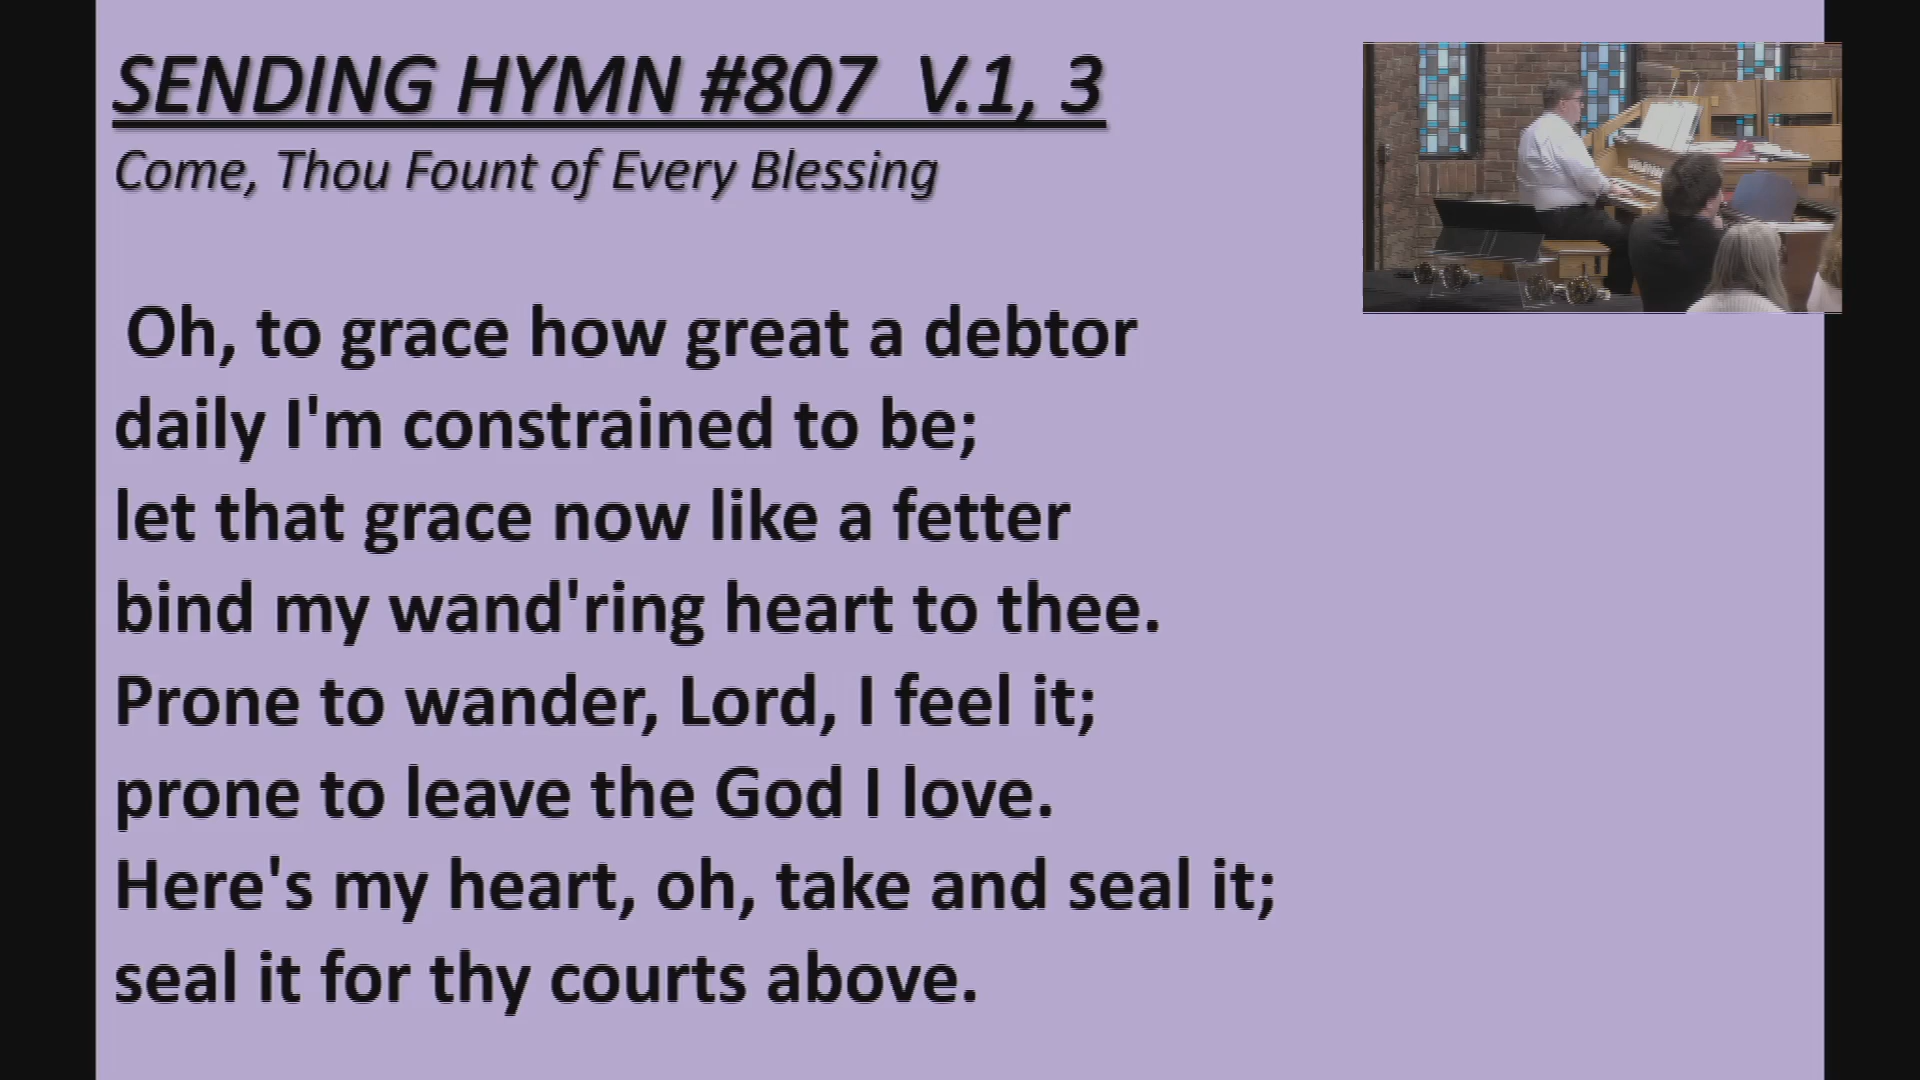 SENDING HYMN #807 V.1, 3
Come, Thou Fount of Every Blessing
Oh, to grace how great a debtor
daily I'm constrained to be;
let that grace now like a fetter
bind my wand'ring heart to thee.
Prone to wander, Lord, I feel it;
prone to leave the God I love.
Here's my heart, oh, take and seal it;
seal it for thy courts above.